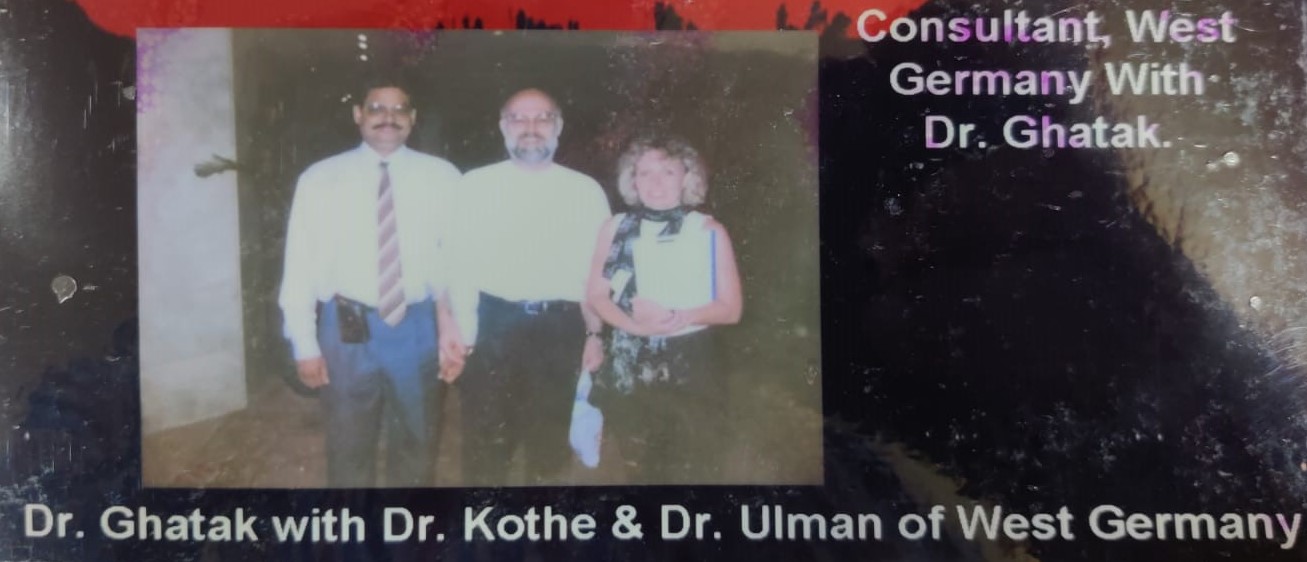 Consultant, West
Germany With
Dr. Ghatak.
Dr. Ghatak with Dr. Kothe & Dr. Ulman of West Germany